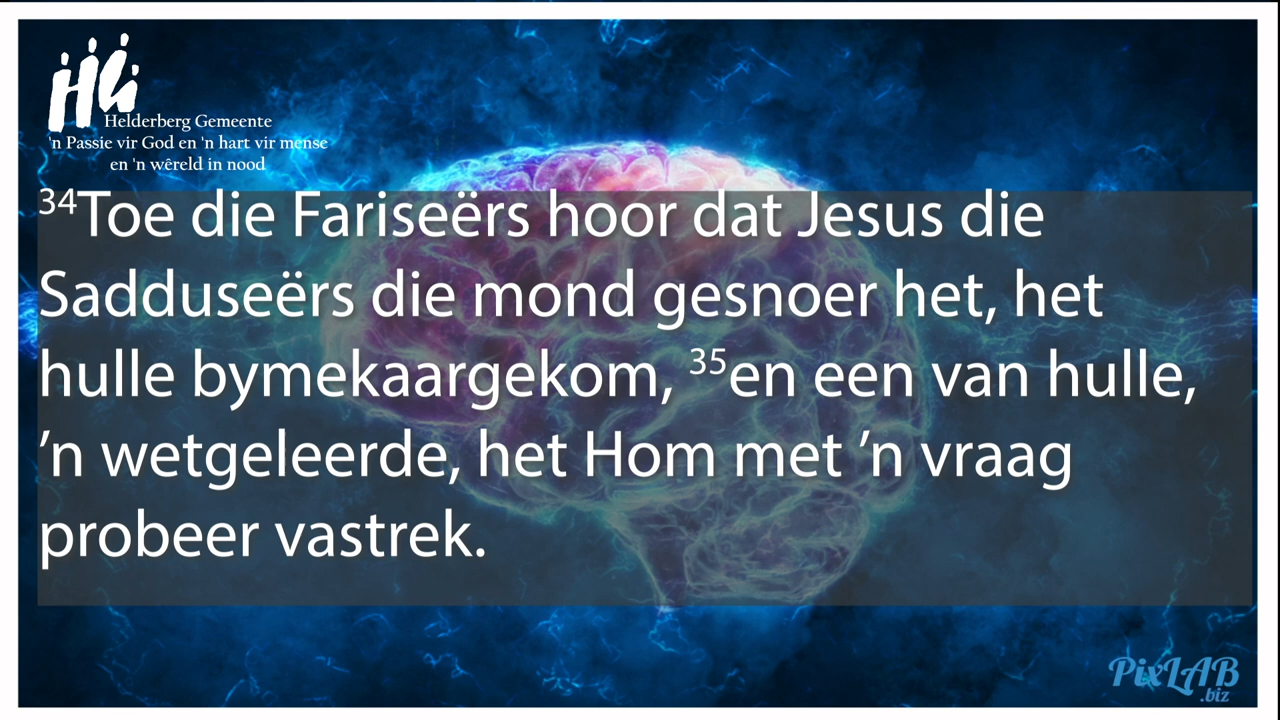 HG
Helderberg Gemeente
'n Passie vir God en 'n hart vir mense
en 'n wêreld in nood
34Toe die Fariseërs hoor dat Jesus die
Sadduseërs die mond gesnoer het, het
hulle bymekaargekom, 35en een van hulle,
’n wetgeleerde, het Hom met ’n vraag
probeer vastrek.
PixLAB
.biz